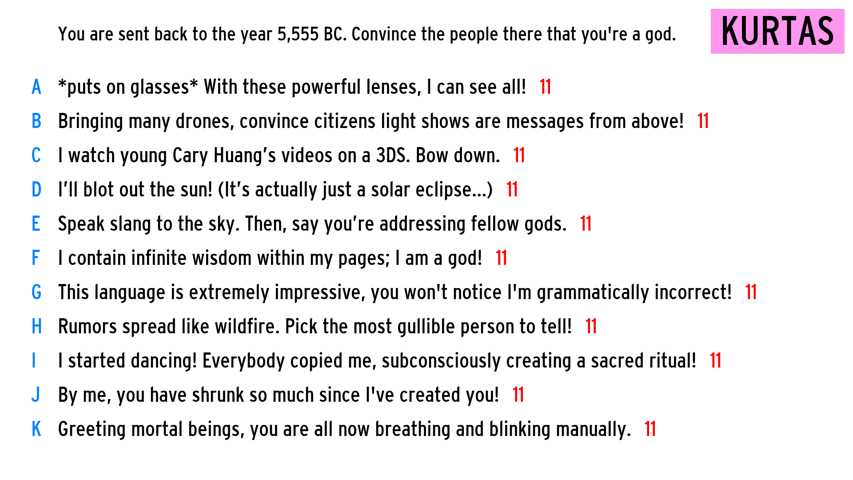 You are sent back to the year 5,555 BC. Convince the people there that you're a god.
KURTAS
A *puts on glasses* With these powerful lenses, I can see all! 11
B Bringing many drones, convince citizens light shows are messages from above! 11
C I watch young Cary Huang’s videos on a 3DS. Bow down. 11
D I’ll blot out the sun! (It’s actually just a solar eclipse...) 11
E Speak slang to the sky. Then, say you’re addressing fellow gods. 11
F I contain infinite wisdom within my pages; I am a god! 11
G This language is extremely impressive, you won't notice I'm grammatically incorrect! 11
H Rumors spread like wildfire. Pick the most gullible person to tell! 11
I I started dancing! Everybody copied me, subconsciously creating a sacred ritual! 11
J By me, you have shrunk so much since I've created you! 11
K Greeting mortal beings, you are all now breathing and blinking manually. 11